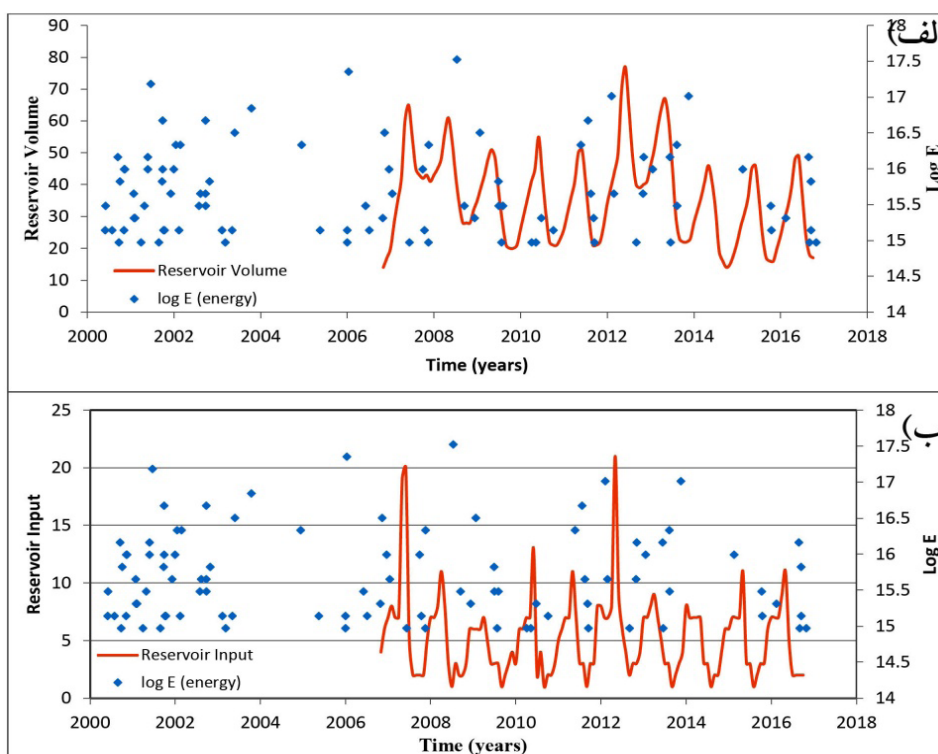 الف)
90
80
70
60
50
40
30
20
10
0
Reservoir Volume
18
17.5
17
16.5
16
15.5
15
14.5
14
Log E
Reservoir Volume
log E (energy)
2000 2002 2004 2006 2008 2010 2012 2014 2016 2018
Time (years)
ب)
25
20
15
10
5
0
Reservoir Input
18
17.5
17
16.5
16
15.5
15
14.5
14
Log E
Reservoir Input
log E (energy)
2000 2002 2004 2006 2008 2010 2012 2014 2016 2018
Time (years)